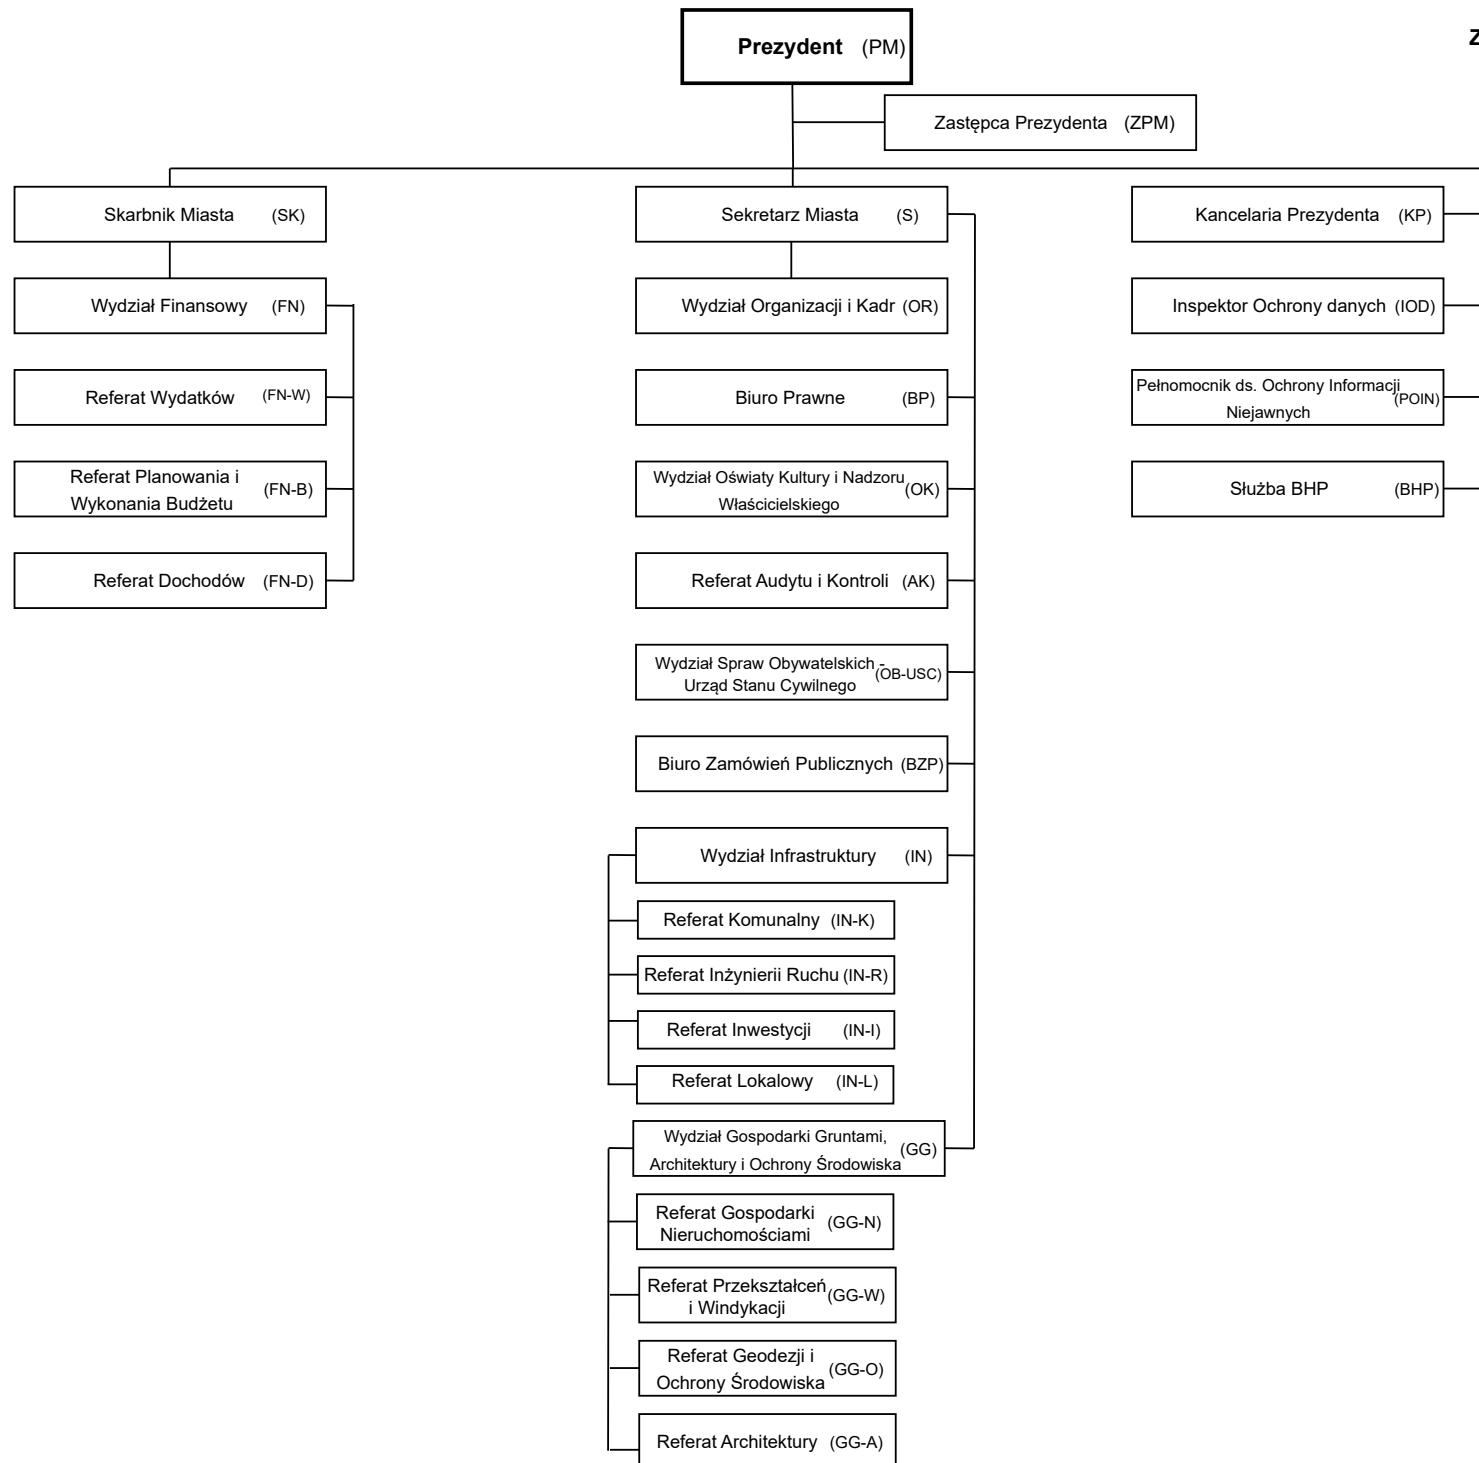 Prezydent (PM)
Z
Zastępca Prezydenta (ZPM)
Skarbnik Miasta (SK)
Wydział Finansowy (FN)
Referat Wydatków (FN-W)
Referat Planowania i
Wykonania Budżetu (FN-B)
Referat Dochodów (FN-D)
Sekretarz Miasta (S)
Wydział Organizacji i Kadr (OR)
Biuro Prawne (BP)
Wydział Oświaty Kultury i Nadzoru
Właścicielskiego (OK)
Referat Audytu i Kontroli (AK)
Wydział Spraw Obywatelskich -
Urząd Stanu Cywilnego (OB-USC)
Biuro Zamówień Publicznych (BZP)
Wydział Infrastruktury (IN)
Referat Komunalny (IN-K)
Referat Inżynierii Ruchu (IN-R)
Referat Inwestycji (IN-I)
Referat Lokalowy (IN-L)
Wydział Gospodarki Gruntami,
Architektury i Ochrony Środowiska (GG)
Referat Gospodarki
Nieruchomościami (GG-N)
Referat Przekształceń
i Windykacji (GG-W)
Referat Geodezji i
Ochrony Środowiska (GG-O)
Referat Architektury (GG-A)
Kancelaria Prezydenta (KP)
Inspektor Ochrony danych (IOD)
Pełnomocnik ds. Ochrony Informacji
Niejawnych (POIN)
Służba BHP (BHP)